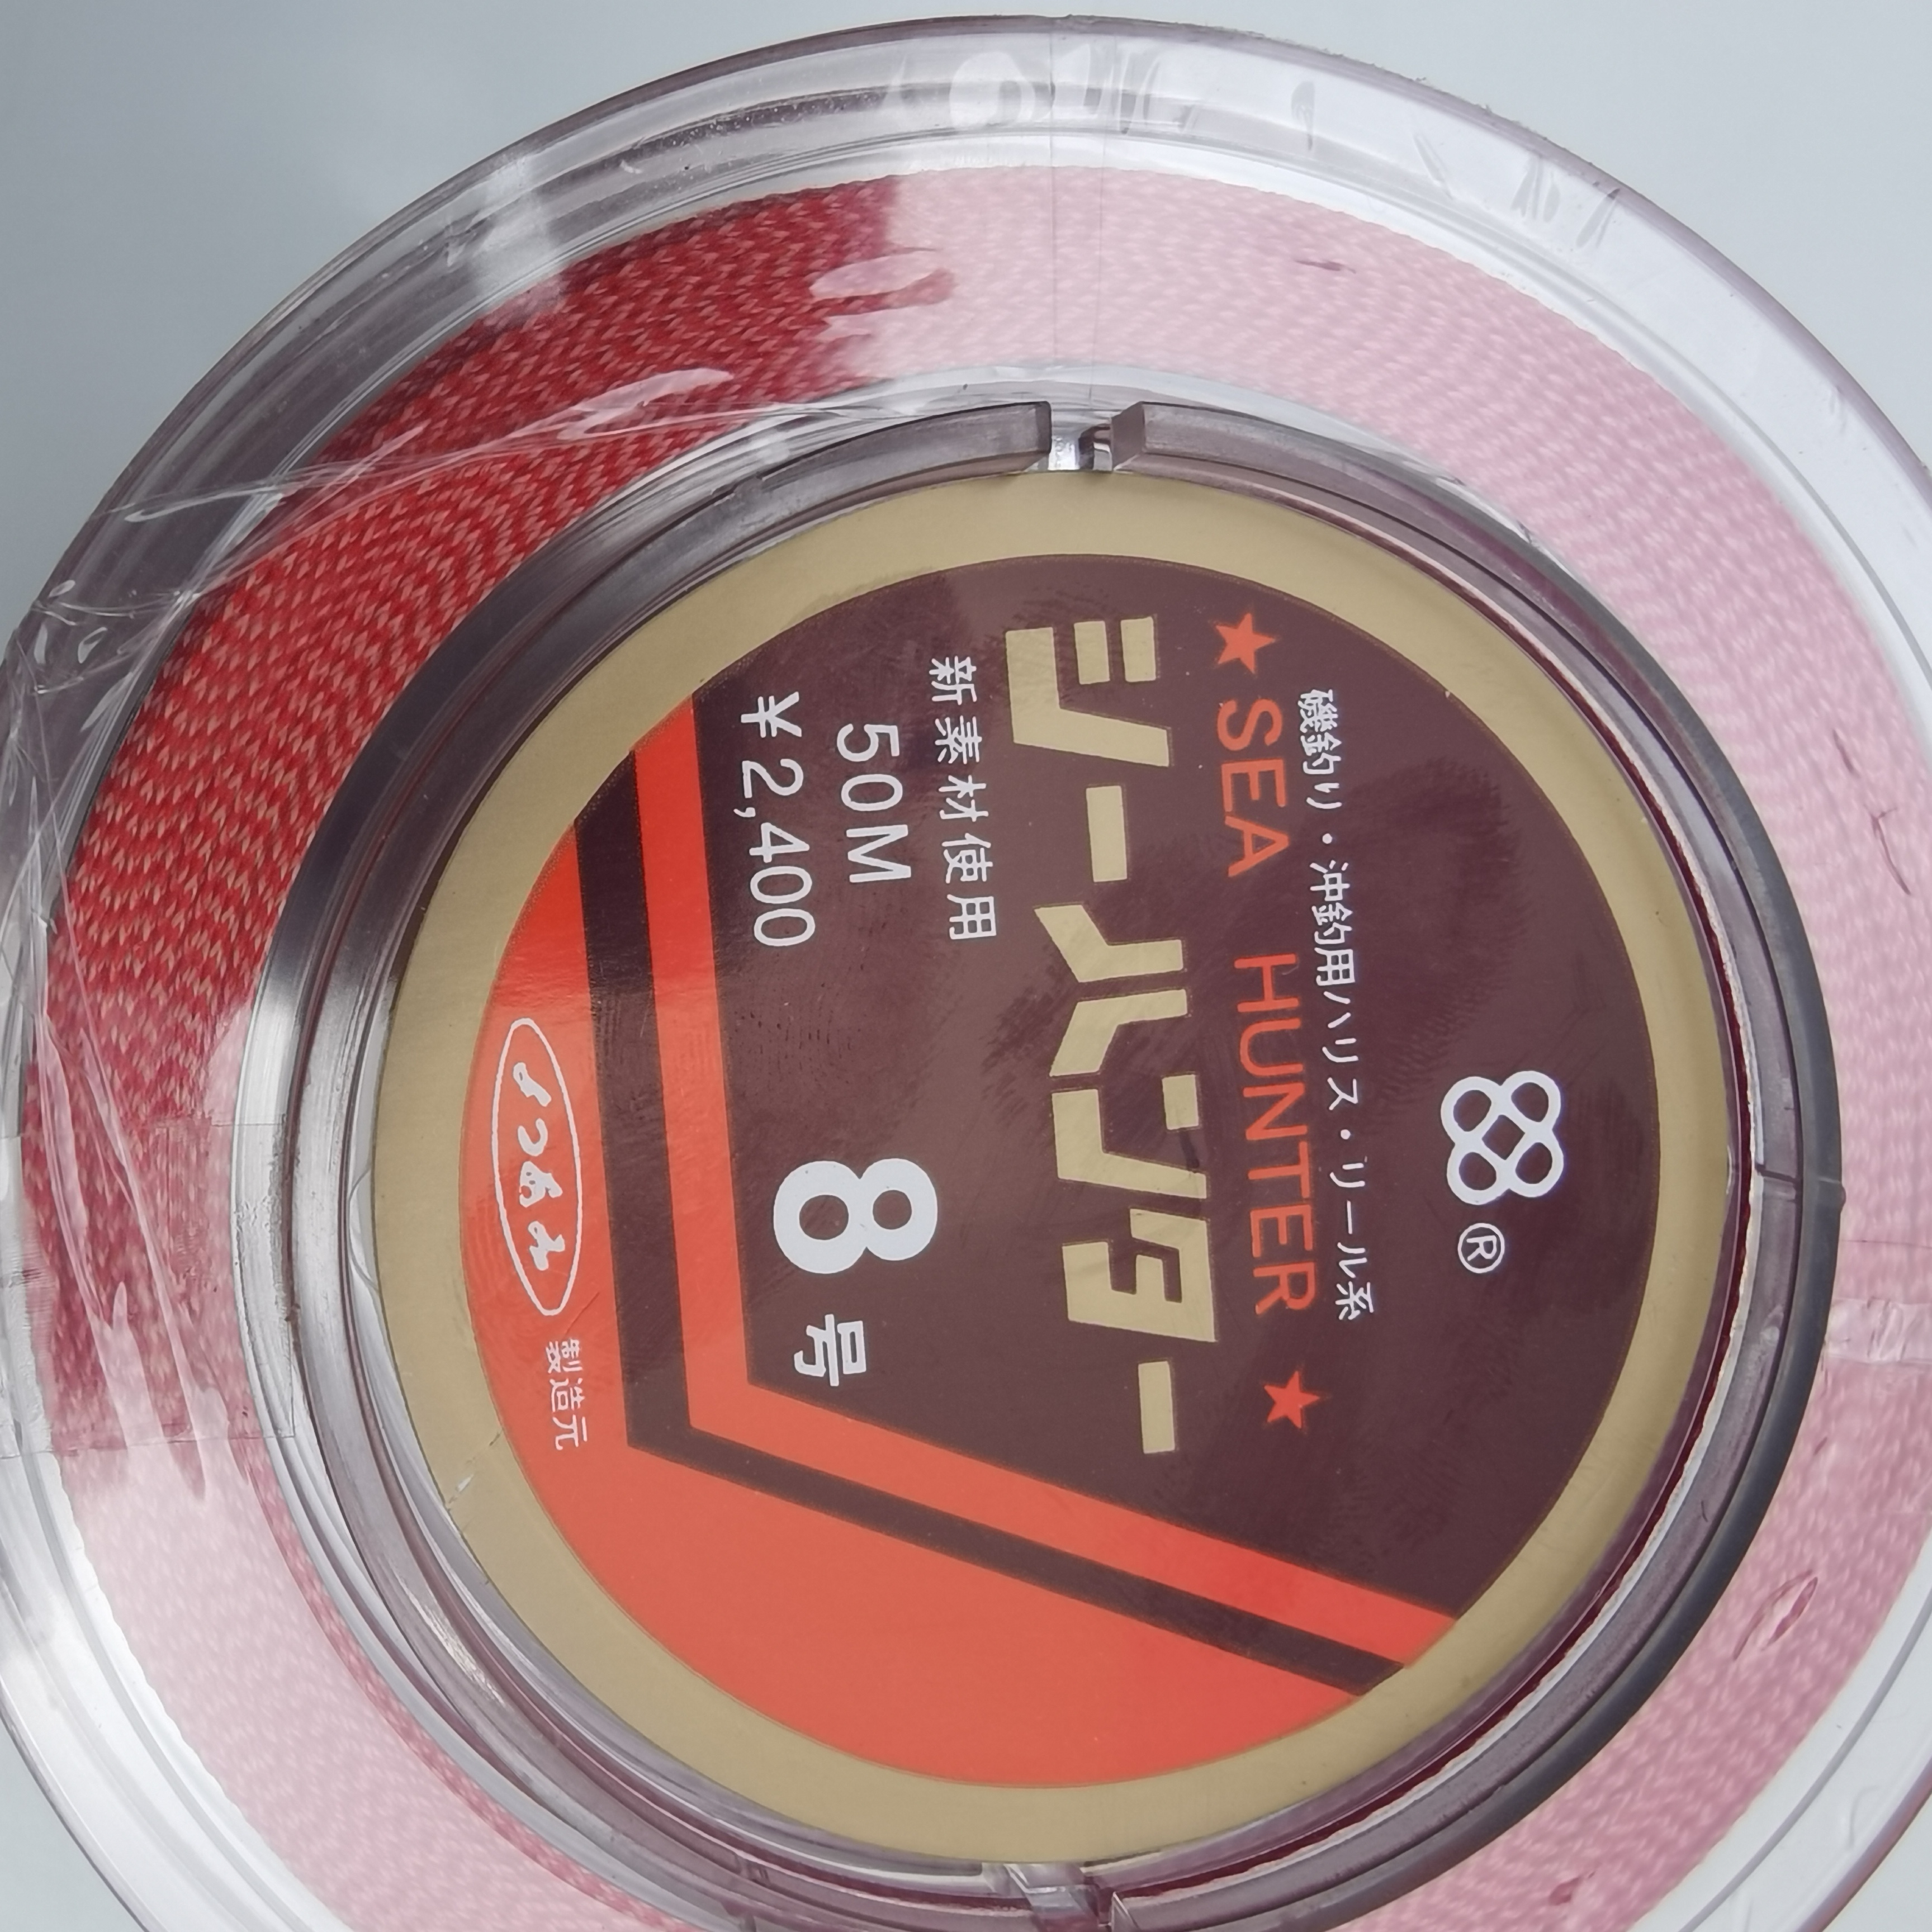 ®
磯釣り・沖釣用ハリス・リール糸
★SEA HUNTER★
シーハンター
新素材使用
50M
¥2,400
8号
製造元